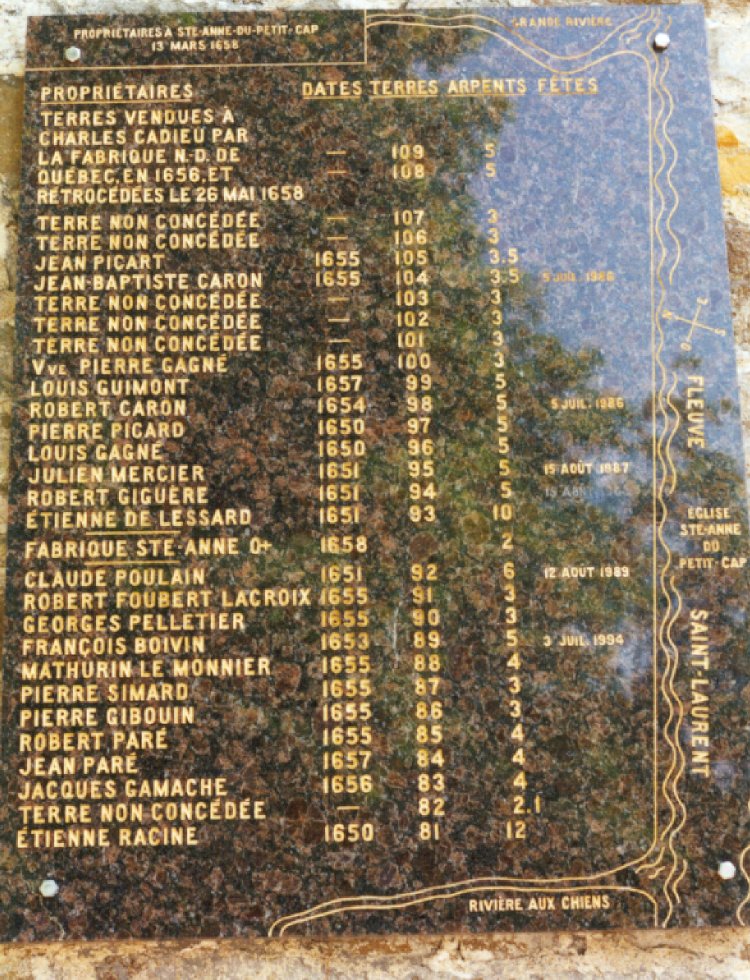 PROPRIÉTAIRES À STE-ANNE-DU-PETIT-CAP
13 MARS 1658
GRANDE RIVIÈRE
PROPRIÉTAIRES DATES TERRES ARPENTS FÊTES
TERRES VENDUES À
CHARLES CADIEU PAR
LA FABRIQUE N.-D. DE — 109 5
QUÉBEC, EN 1656, ET — 108 5
RÉTROCÉDÉES LE 26 MAI 1658
TERRE NON CONCÉDÉE — 107 3
TERRE NON CONCÉDÉE — 106 3
JEAN PICART 1655 105 3.5
JEAN-BAPTISTE CARON 1655 104 3.5 5 JUIL. 1986
TERRE NON CONCÉDÉE — 103 3
TERRE NON CONCÉDÉE — 102 3
TERRE NON CONCÉDÉE — 101 3
Vve PIERRE GAGNÉ 1655 100 3
LOUIS GUIMONT 1657 99 5
ROBERT CARON 1654 98 5 5 JUIL. 1986
PIERRE PICARD 1650 97 5
LOUIS GAGNÉ 1650 96 5
JULIEN MERCIER 1651 95 5 15 AOÛT 1987
ROBERT GIGUÈRE 1651 94 5 15
ÉTIENNE DE LESSARD 1651 93 10
FABRIQUE STE-ANNE 1658 2
CLAUDE POULAIN 1651 92 6 12 AOUT 1989
ROBERT FOUBERT LACROIX 1655 91 3
GEORGES PELLETIER 1655 90 3
FRANÇOIS BOIVIN 1653 89 5 3 JUIL. 1994
MATHURIN LE MONNIER 1655 88 4
PIERRE SIMARD 1655 87 3
PIERRE GIBOUIN 1655 86 3
ROBERT PARÉ 1655 85 4
JEAN PARÉ 1657 84 4
JACQUES GAMACHE 1656 83 4
TERRE NON CONCÉDÉE — 82 2.1
ÉTIENNE RACINE 1650 81 12
N S O
FLEUVE
ÉGLISE
STE-ANNE
DU
PETIT-CAP
SAINT-LAURENT
RIVIÈRE AUX CHIENS